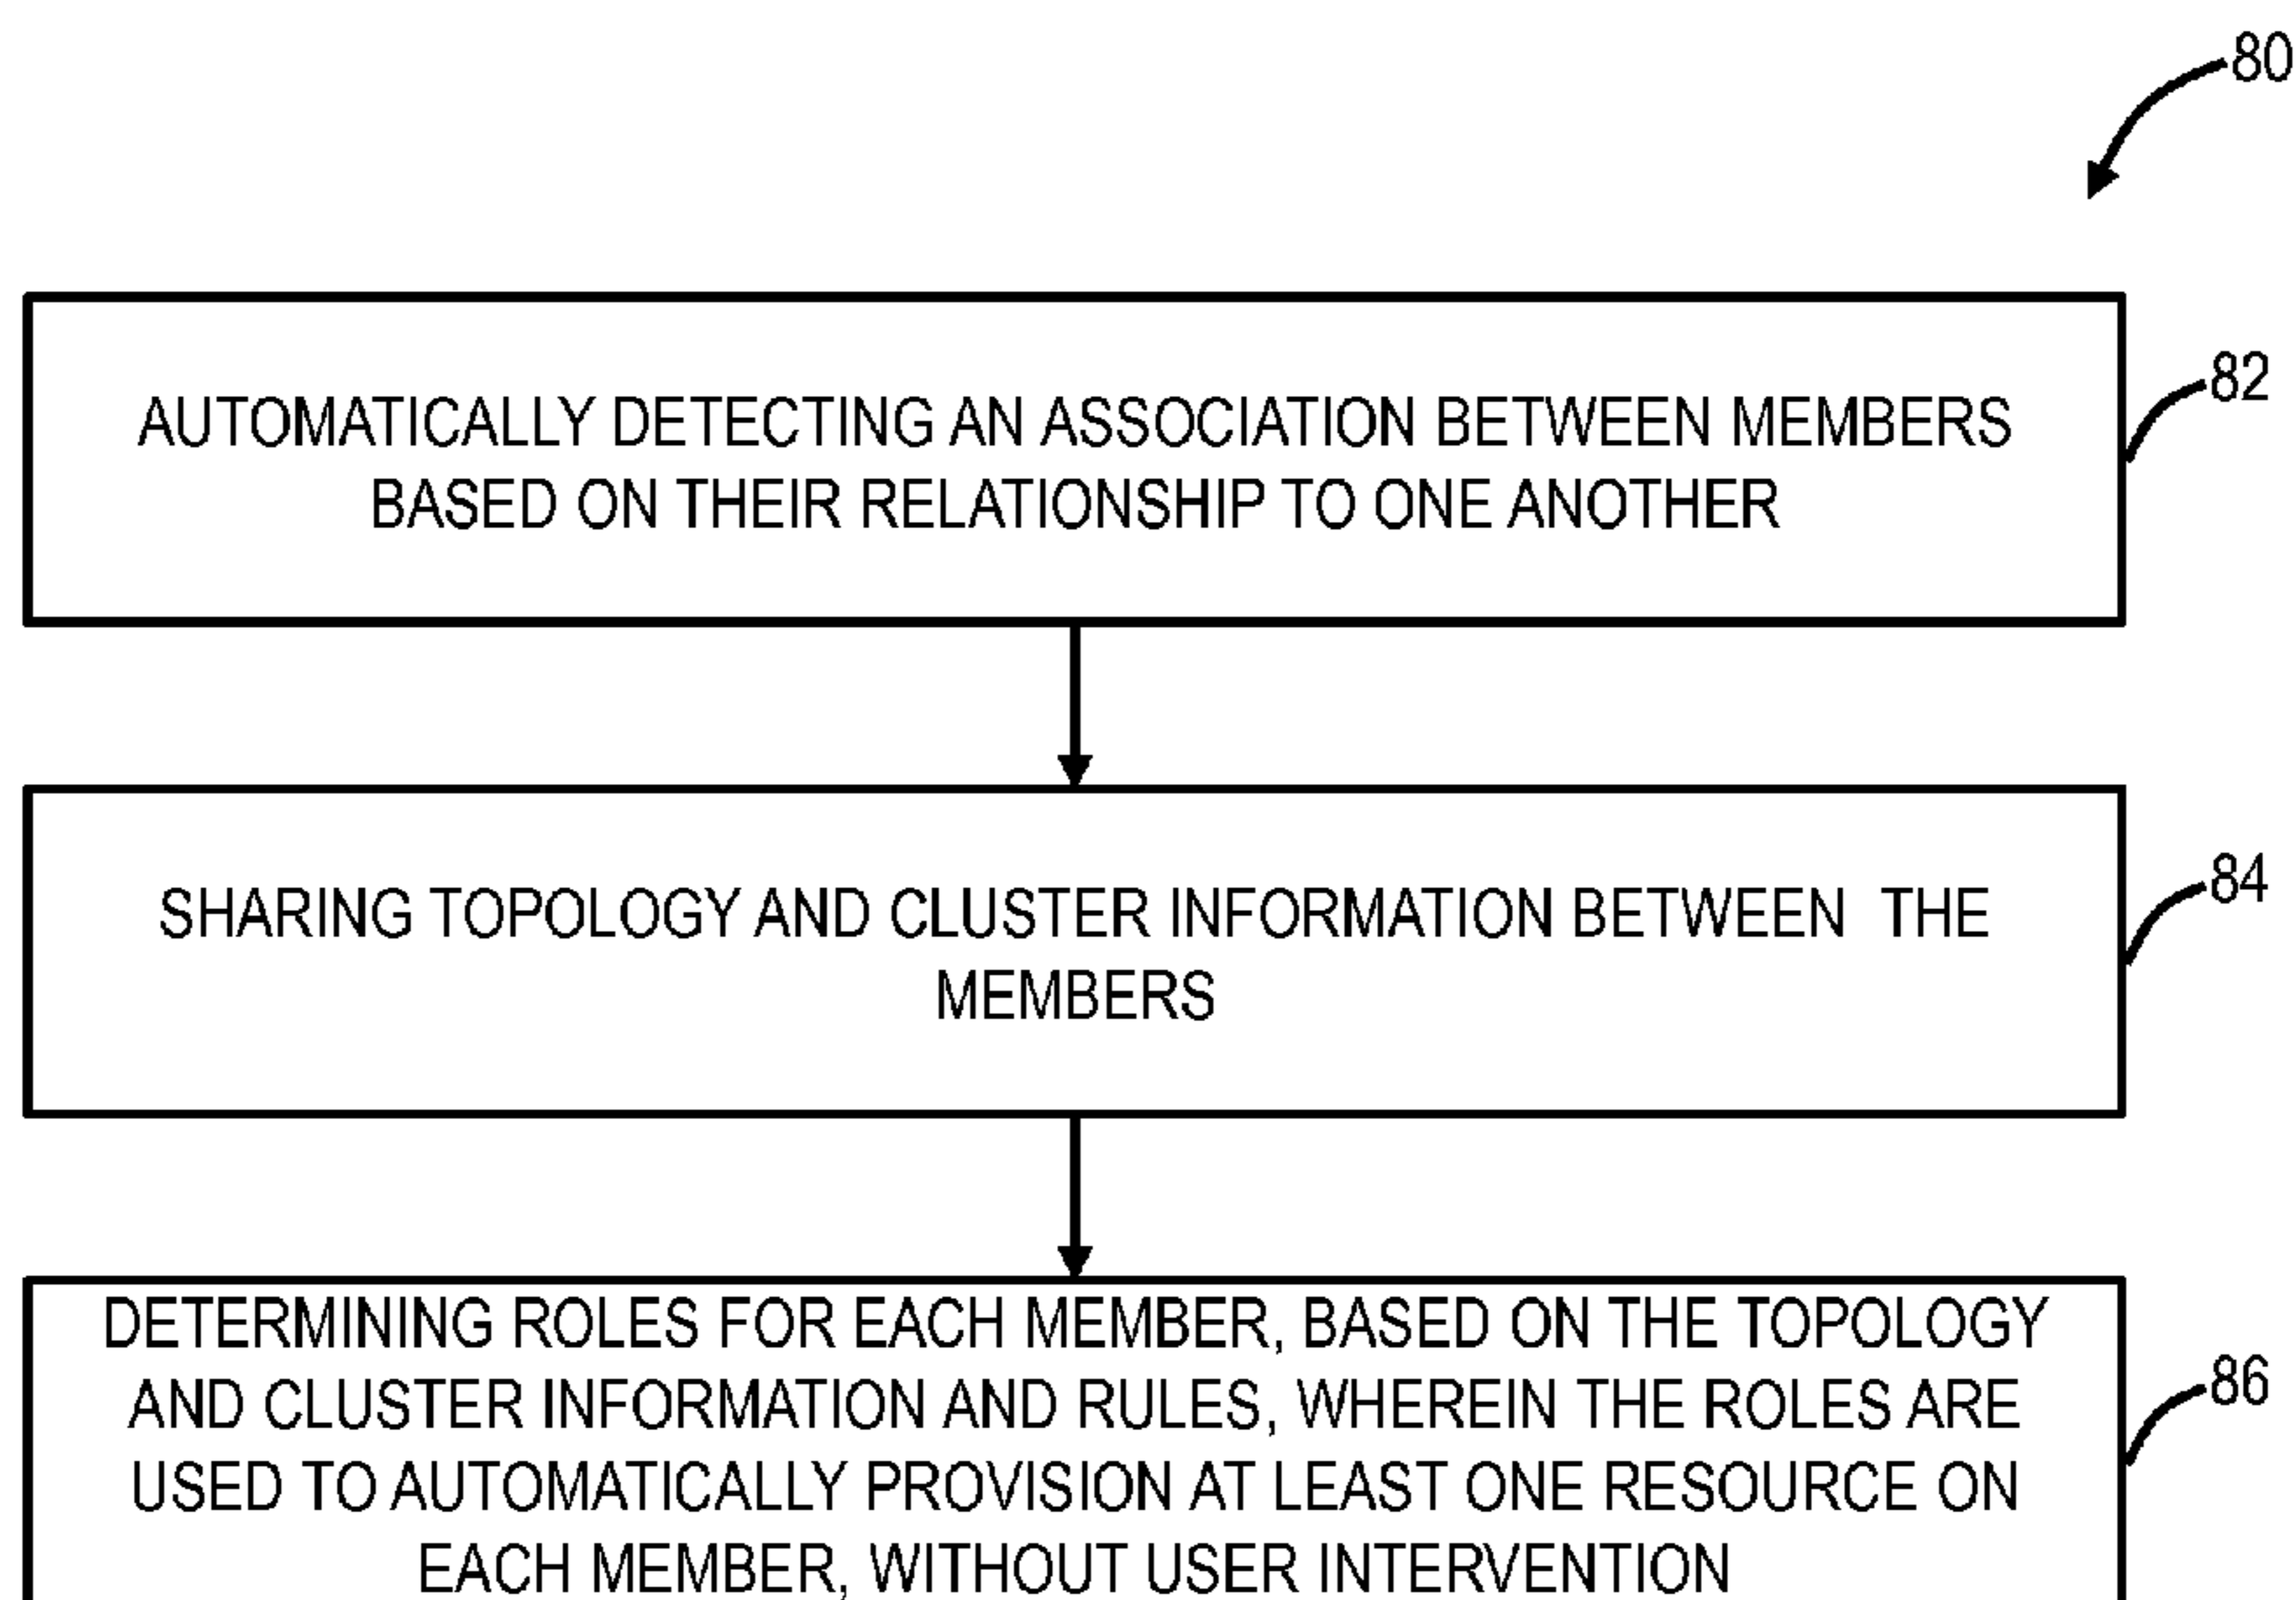 80
82
AUTOMATICALLY DETECTING AN ASSOCIATION BETWEEN MEMBERS
BASED ON THEIR RELATIONSHIP TO ONE ANOTHER
84
SHARING TOPOLOGY AND CLUSTER INFORMATION BETWEEN THE
MEMBERS
86
DETERMINING ROLES FOR EACH MEMBER, BASED ON THE TOPOLOGY
AND CLUSTER INFORMATION AND RULES, WHEREIN THE ROLES ARE
USED TO AUTOMATICALLY PROVISION AT LEAST ONE RESOURCE ON
EACH MEMBER, WITHOUT USER INTERVENTION